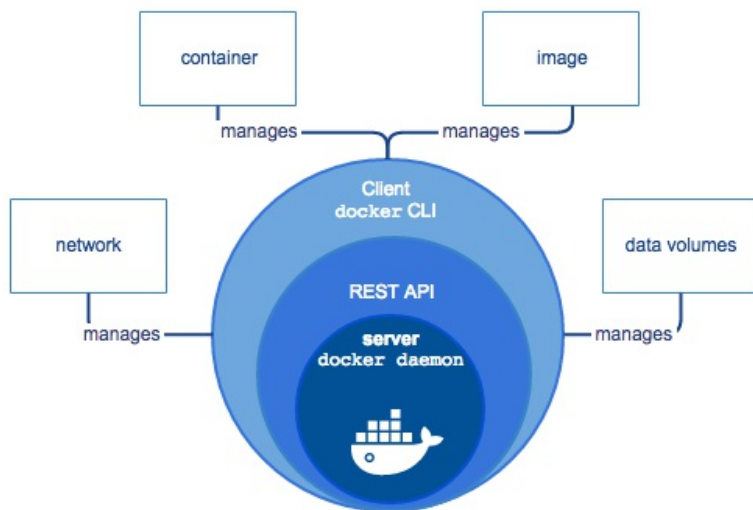 container
image
manages
manages
Client
docker CLI
network
data volumes
REST API
manages
manages
server
docker daemon